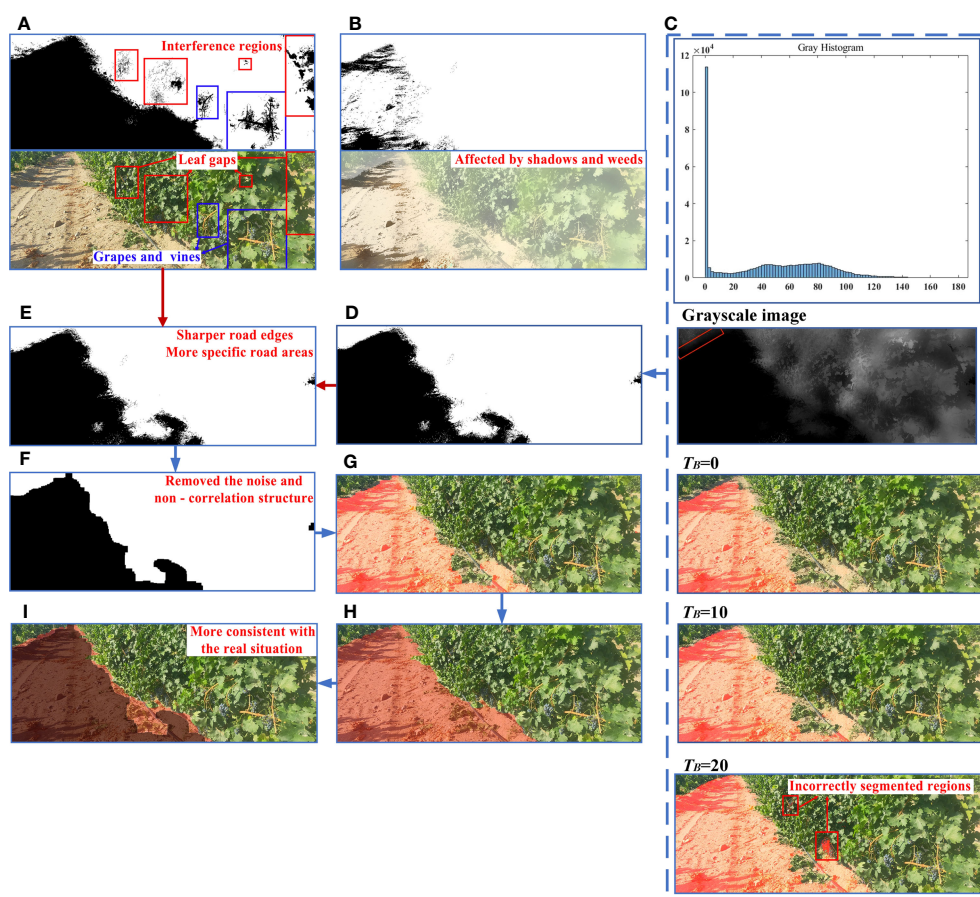 A
B
C
Interference regions
Leaf gaps
Grapes and vines
Affected by shadows and weeds
Gray Histogram
×10⁴
12
10
8
6
4
2
0
0 20 40 60 80 100 120 140 160 180
Grayscale image
E
D
Sharper road edges
More specific road areas
F
G
Removed the noise and
non - correlation structure
T_B=0
I
H
More consistent with
the real situation
T_B=10
T_B=20
Incorrectly segmented regions